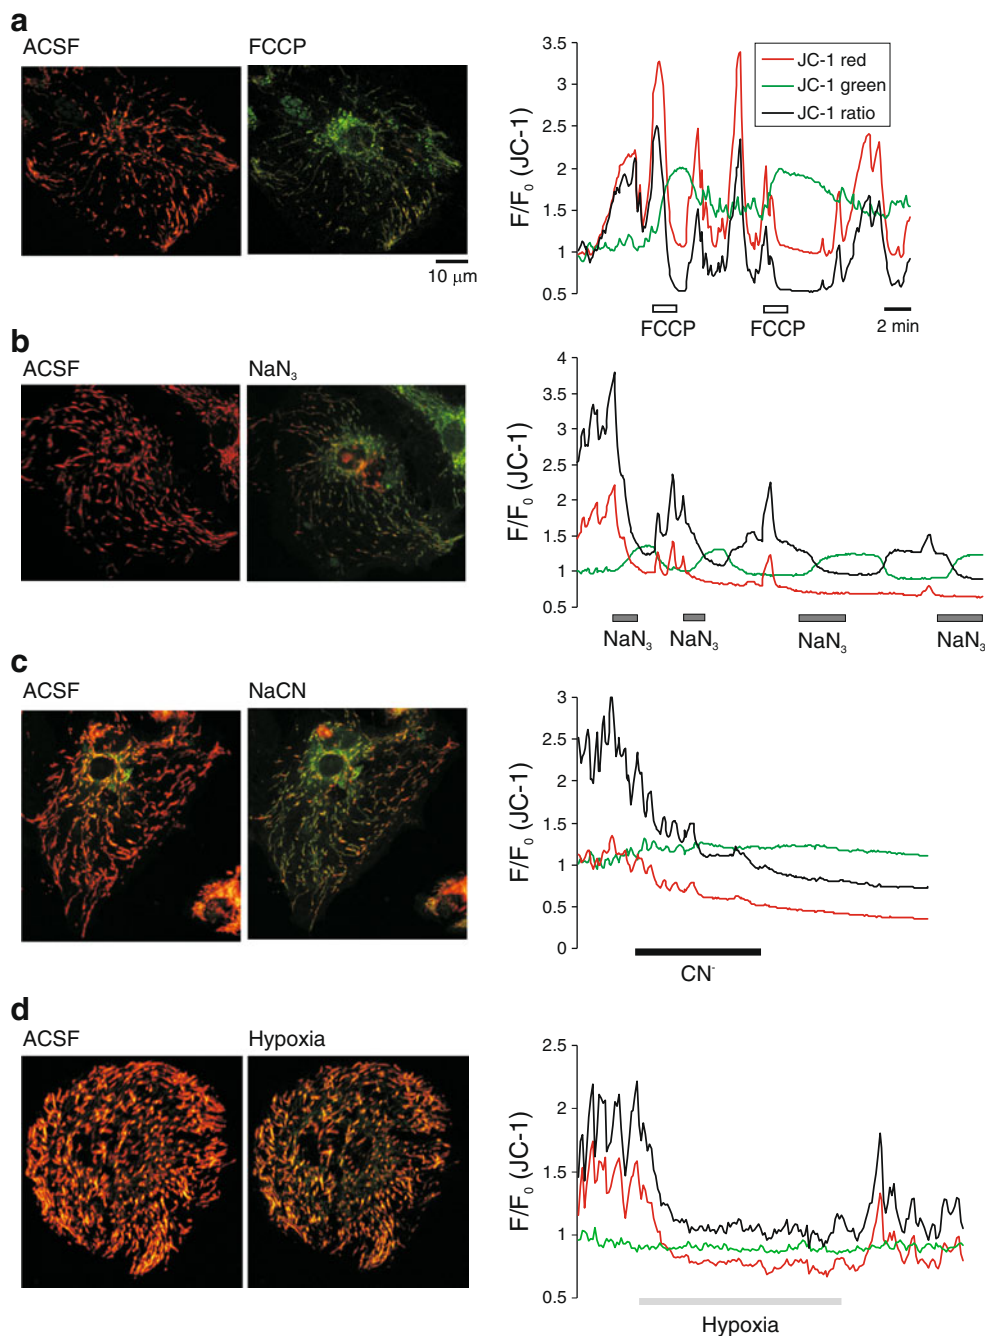 a
ACSF FCCP
10 µm
F/F₀ (JC-1)
3.5
3
2.5
2
1.5
1
0.5
JC-1 red
JC-1 green
JC-1 ratio
FCCP FCCP
2 min
b
ACSF NaN₃
F/F₀ (JC-1)
4
3.5
3
2.5
2
1.5
1
0.5
NaN₃ NaN₃ NaN₃ NaN₃
c
ACSF NaCN
F/F₀ (JC-1)
3
2.5
2
1.5
1
0.5
0
CN⁻
d
ACSF Hypoxia
F/F₀ (JC-1)
2.5
2
1.5
1
0.5
Hypoxia